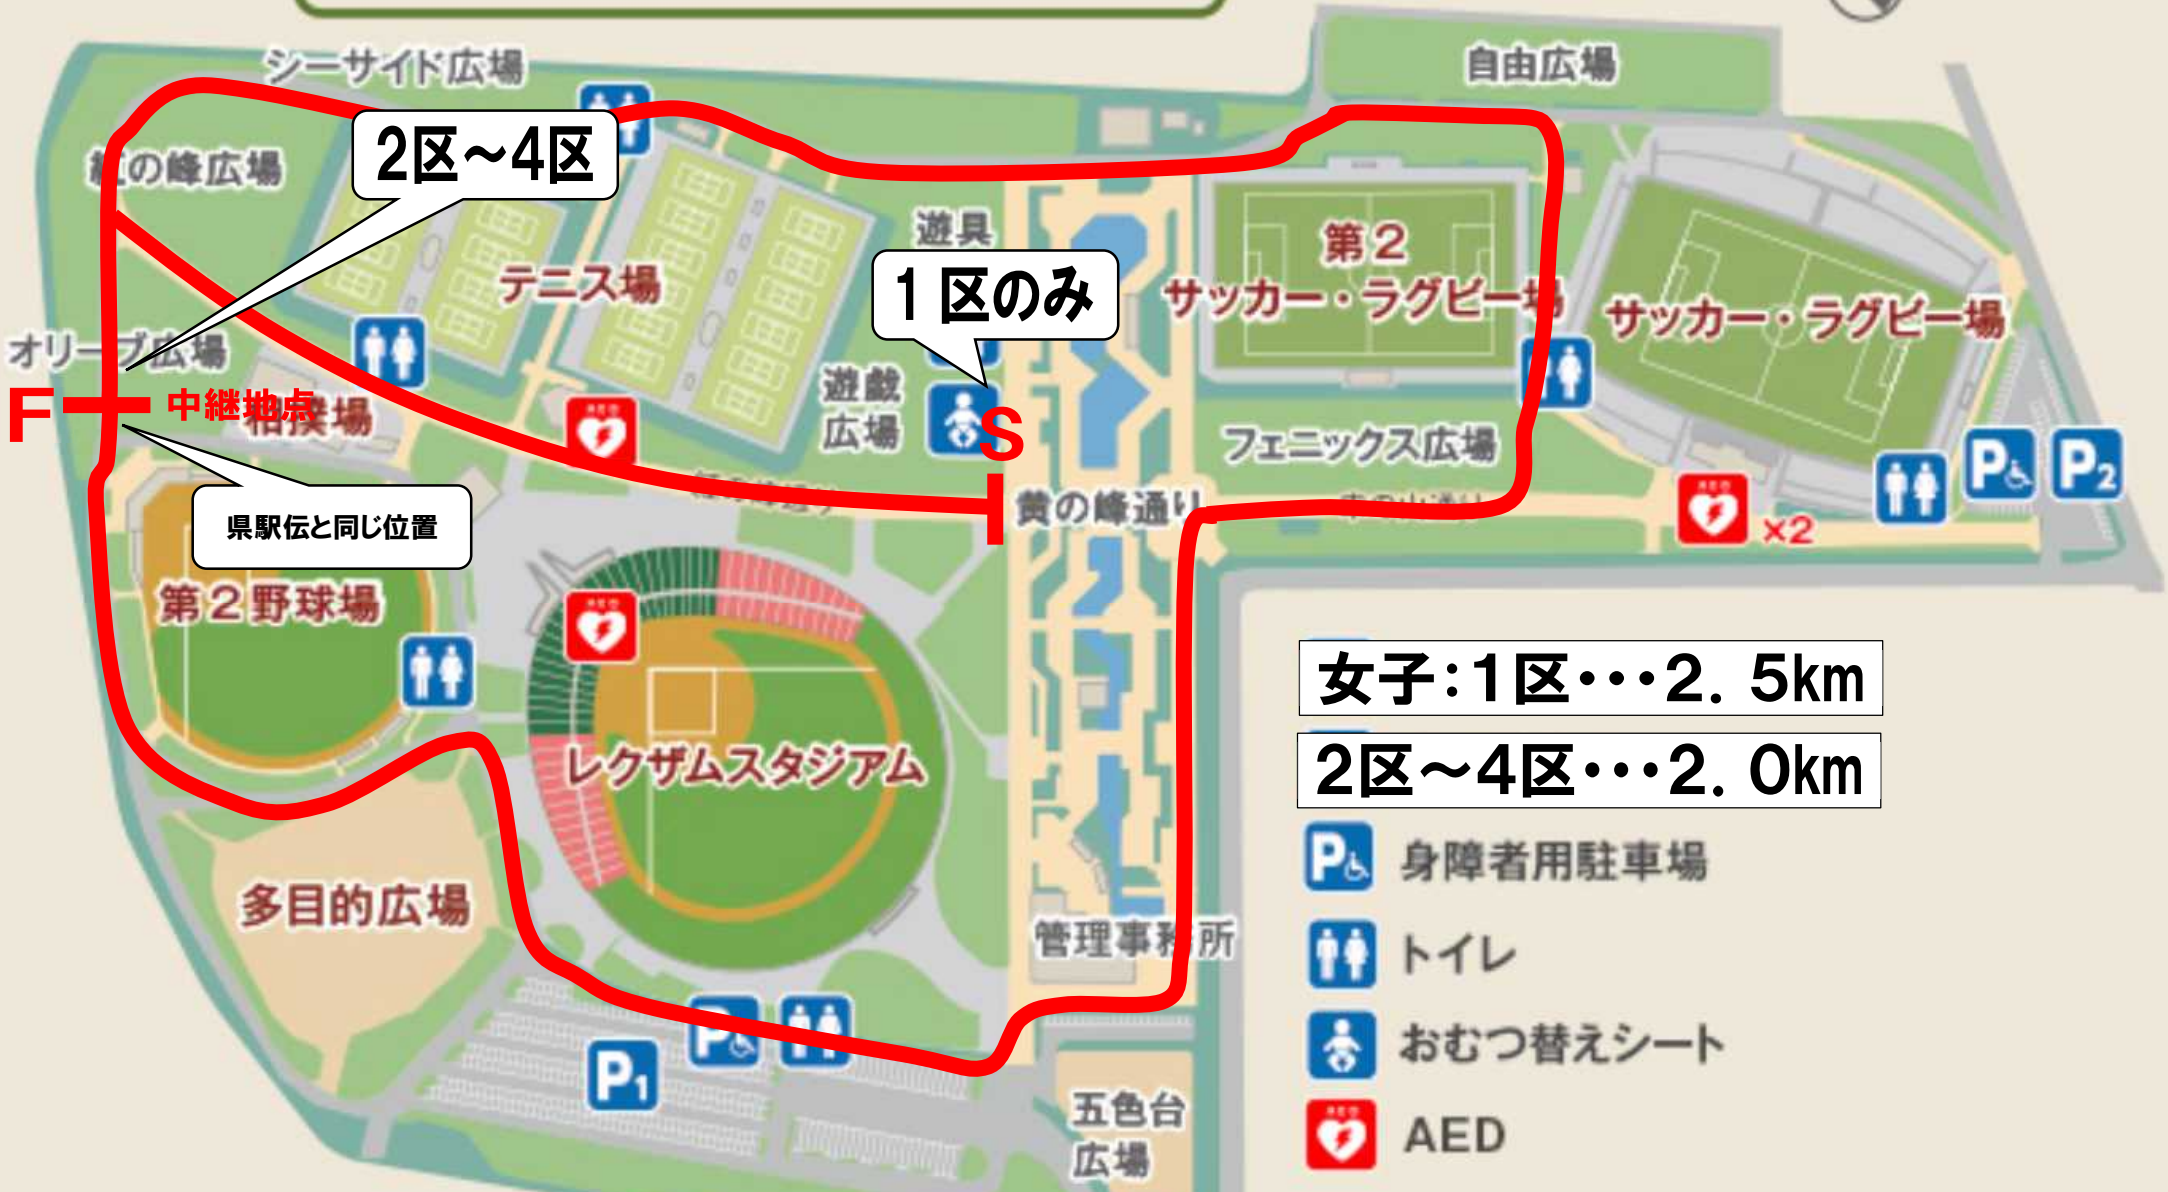 シーサイド広場
自由広場
2区～4区
紅の峰広場
遊具
1区のみ
第2
サッカー・ラグビー場
サッカー・ラグビー場
テニス場
オリーブ広場
遊戯
広場
F
中継地点
相撲場
S
フェニックス広場
P
P2
黄の峰通り
県駅伝と同じ位置
AED
×2
第2野球場
AED
AED
女子：1区・・・2．5km
レクザムスタジアム
2区～4区・・・2．0km
P
身障者用駐車場
多目的広場
管理事務所
トイレ
P
P1
おむつ替えシート
五色台
広場
AED
AED